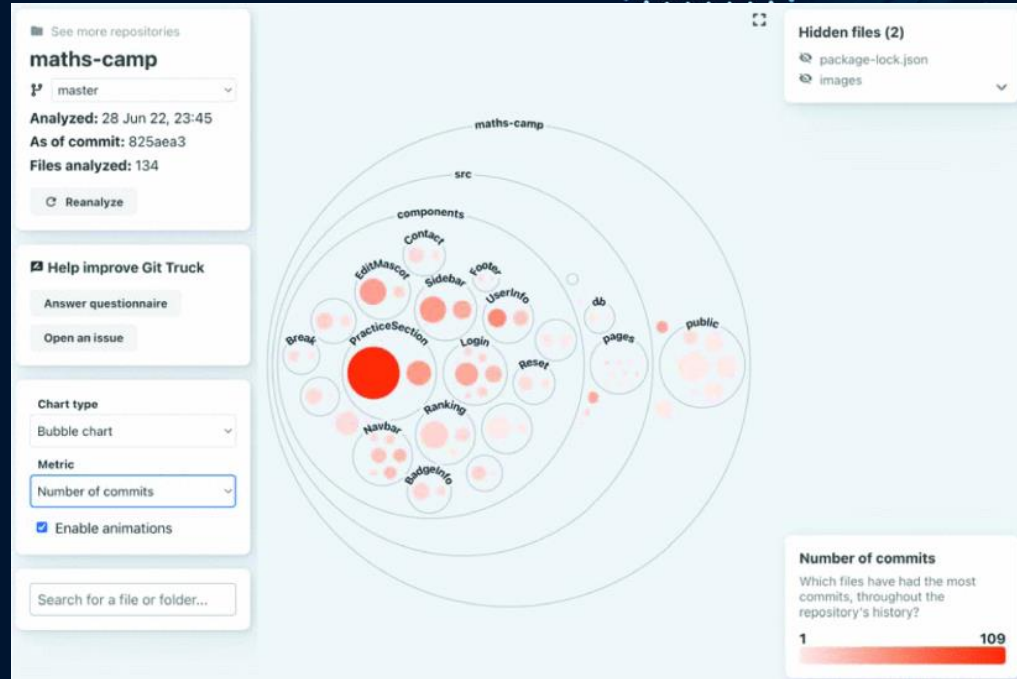 See more repositories
maths-camp
master
Analyzed: 28 Jun 22, 23:45
As of commit: 825aea3
Files analyzed: 134
Reanalyze
Help improve Git Truck
Answer questionnaire
Open an issue
Chart type
Bubble chart
Metric
Number of commits
Enable animations
Search for a file or folder...
maths-camp
src
components
Contact
EditMascot
Sidebar
Footer
UserInfo
db
Break
PracticeSection
Login
Reset
pages
public
Ranking
Navbar
BadgeInfo
Hidden files (2)
package-lock.json
images
Number of commits
Which files have had the most
commits, throughout the
repository's history?
1 109